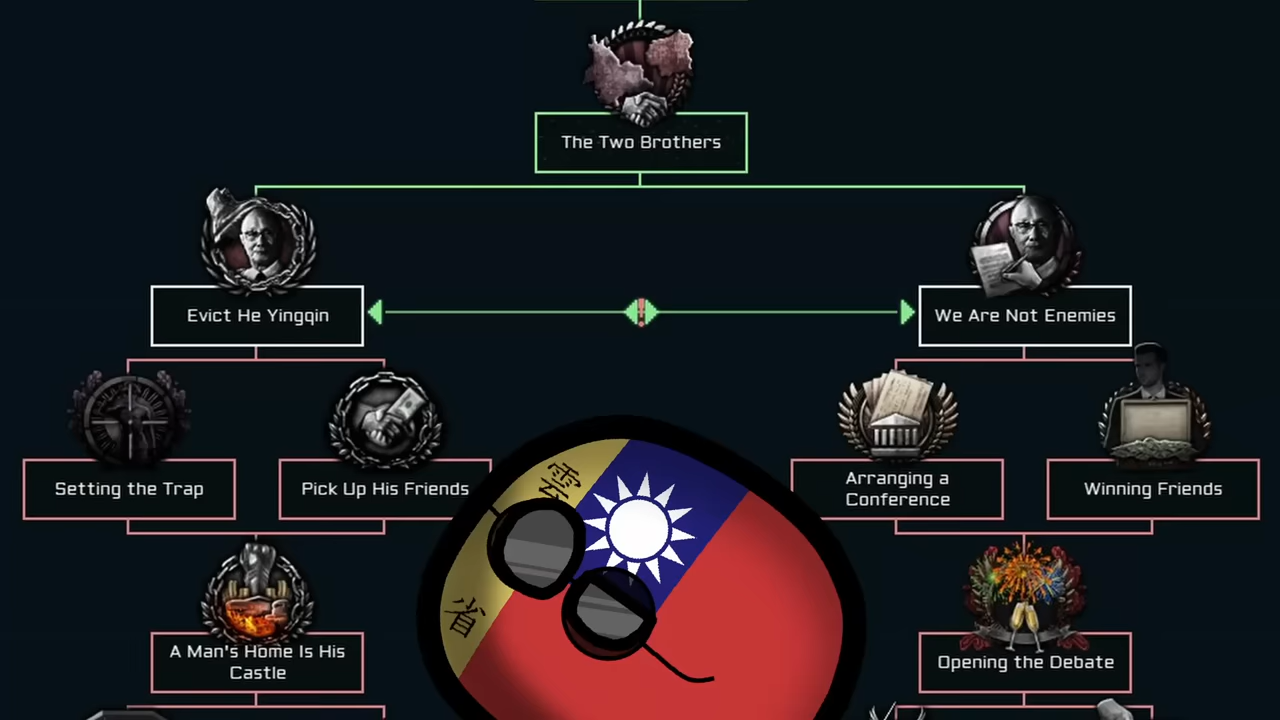 The Two Brothers
Evict He Yingqin
We Are Not Enemies
Setting the Trap
Pick Up His Friends
Arranging a
Conference
Winning Friends
雲
省
A Man's Home Is His
Castle
Opening the Debate